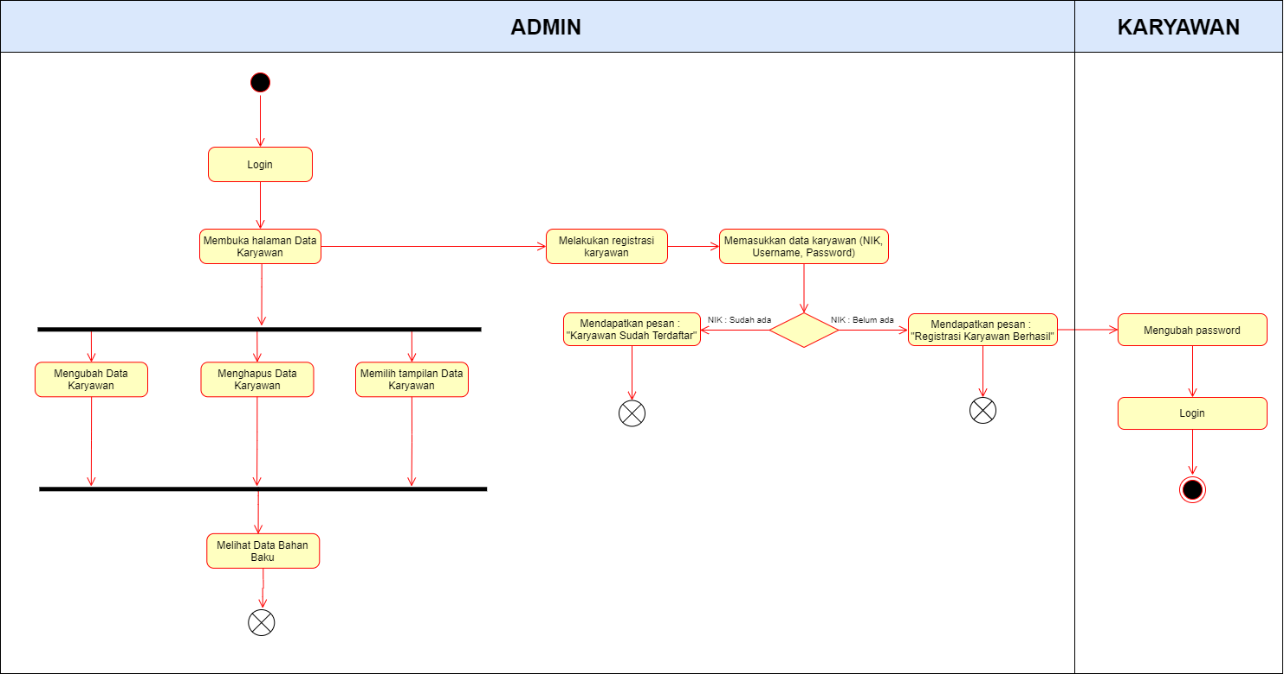 ADMIN
KARYAWAN
Login
Membuka halaman Data
Karyawan
Melakukan registrasi
karyawan
Memasukkan data karyawan (NIK,
Username, Password)
NIK : Sudah ada
NIK : Belum ada
Mendapatkan pesan :
"Karyawan Sudah Terdaftar"
Mendapatkan pesan :
"Registrasi Karyawan Berhasil"
Mengubah password
Mengubah Data
Karyawan
Menghapus Data
Karyawan
Memilih tampilan Data
Karyawan
Login
Melihat Data Bahan
Baku